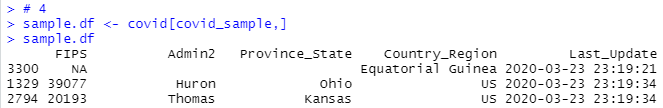 > # 4
> sample.df <- covid[covid_sample,]
> sample.df
FIPS Admin2 Province_State Country_Region Last_Update
3300 NA Equatorial Guinea 2020-03-23 23:19:21
1329 39077 Huron Ohio US 2020-03-23 23:19:34
2794 20193 Thomas Kansas US 2020-03-23 23:19:34